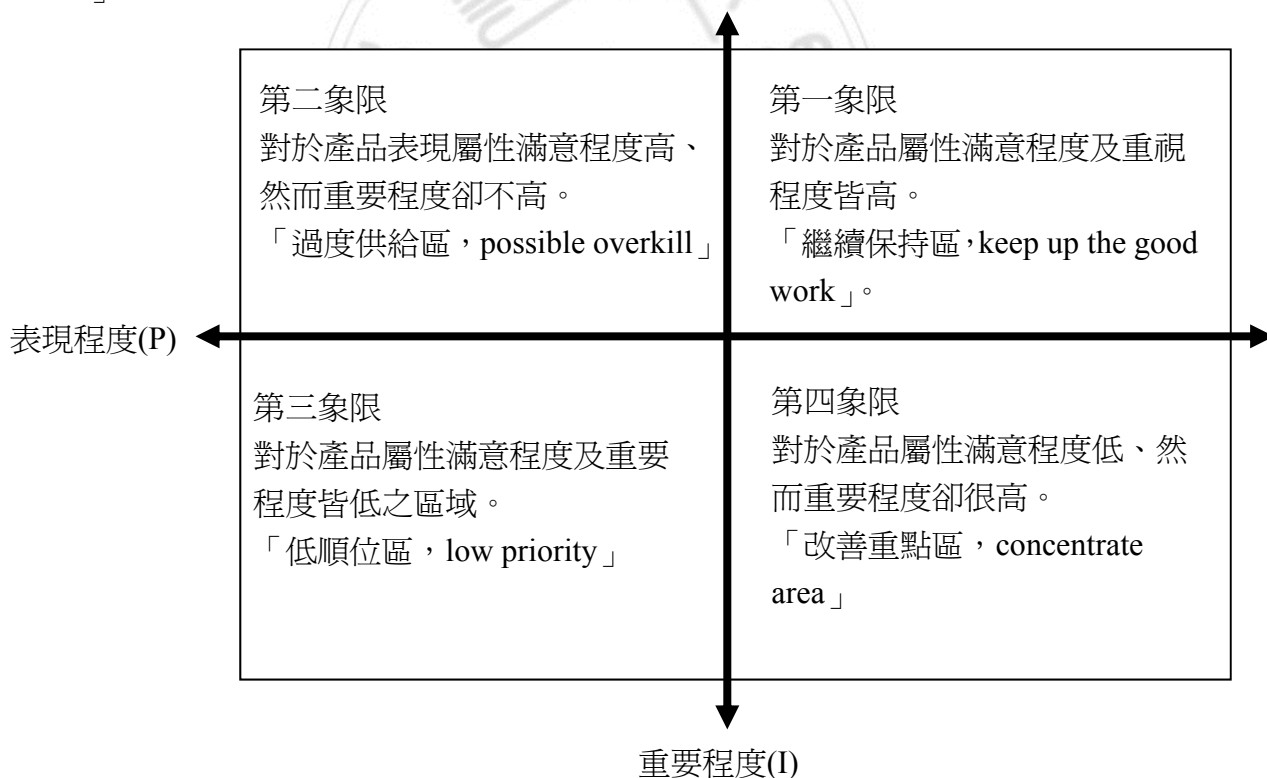 」
第二象限
對於產品表現屬性滿意程度高、
然而重要程度卻不高。
「過度供給區，possible overkill」
第一象限
對於產品屬性滿意程度及重視
程度皆高。
「繼續保持區，keep up the good
work」。
表現程度(P)
第三象限
對於產品屬性滿意程度及重要
程度皆低之區域。
「低順位區，low priority」
第四象限
對於產品屬性滿意程度低、然
而重要程度卻很高。
「改善重點區，concentrate
area」
重要程度(I)